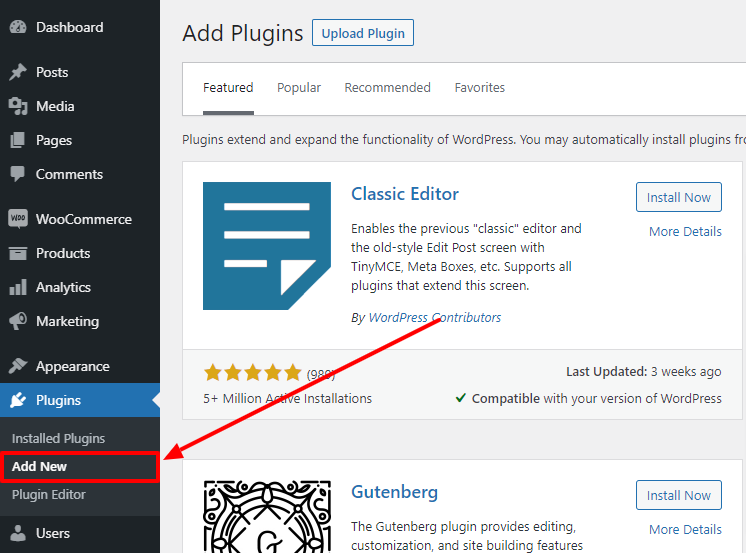 Dashboard
Posts
Media
Pages
Comments
WOO WooCommerce
Products
Analytics
Marketing
Appearance
Plugins
Installed Plugins
Add New
Plugin Editor
Users
Add Plugins Upload Plugin
Featured Popular Recommended Favorites
Plugins extend and expand the functionality of WordPress. You may automatically install plugins fro
Classic Editor
Install Now
More Details
Enables the previous "classic" editor and
the old-style Edit Post screen with
TinyMCE, Meta Boxes, etc. Supports all
plugins that extend this screen.
By WordPress Contributors
(989)
5+ Million Active Installations
Last Updated: 3 weeks ago
Compatible with your version of WordPress
G
Gutenberg
Install Now
More Details
The Gutenberg plugin provides editing,
customization, and site building features